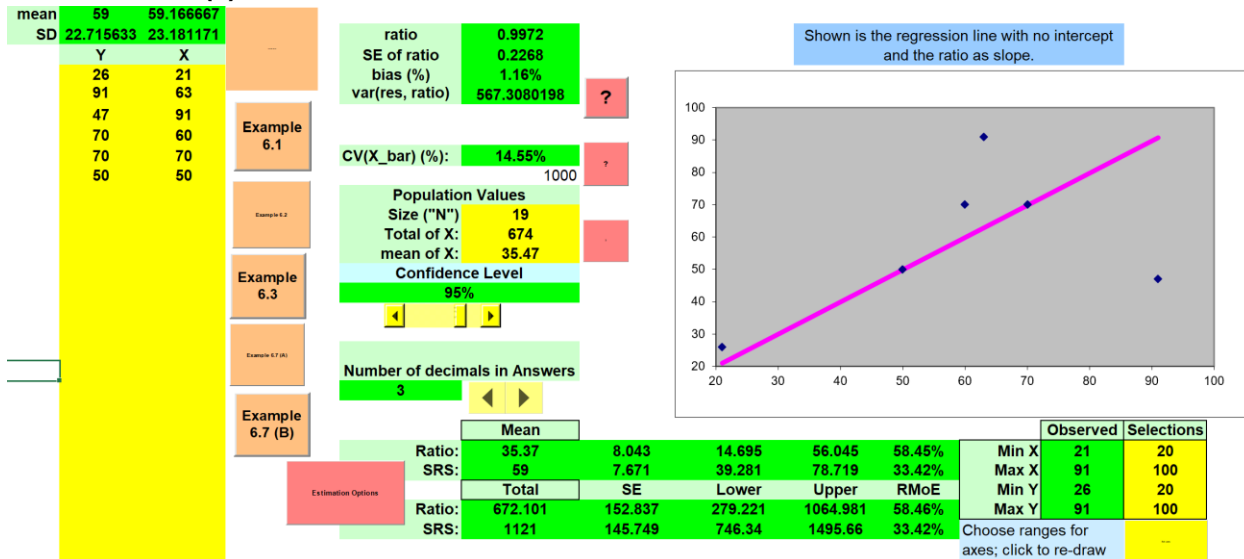 mean 59 59.166667
SD 22.715633 23.181171
Y X
26 21
91 63
47 91
70 60
70 70
50 50
Example 6.1
Example 6.2
Example 6.3
Example 6.7 (A)
Example 6.7 (B)
Estimation Options
ratio 0.9972
SE of ratio 0.2268
bias (%) 1.16%
var(res, ratio) 567.3080198
?
CV(X_bar) (%): 14.55%
?
1000
Population Values
Size ("N") 19
Total of X: 674
mean of X: 35.47
Confidence Level
95%
Number of decimals in Answers
3
Shown is the regression line with no intercept
and the ratio as slope.
100
90
80
70
60
50
40
30
20
20 30 40 50 60 70 80 90 100
Mean
Ratio: 35.37 8.043 14.695 56.045 58.45%
SRS: 59 7.671 39.281 78.719 33.42%
Total SE Lower Upper RMoE
Ratio: 672.101 152.837 279.221 1064.981 58.46%
SRS: 1121 145.749 746.34 1495.66 33.42%
Observed Selections
Min X 21 20
Max X 91 100
Min Y 26 20
Max Y 91 100
Choose ranges for
axes; click to re-draw